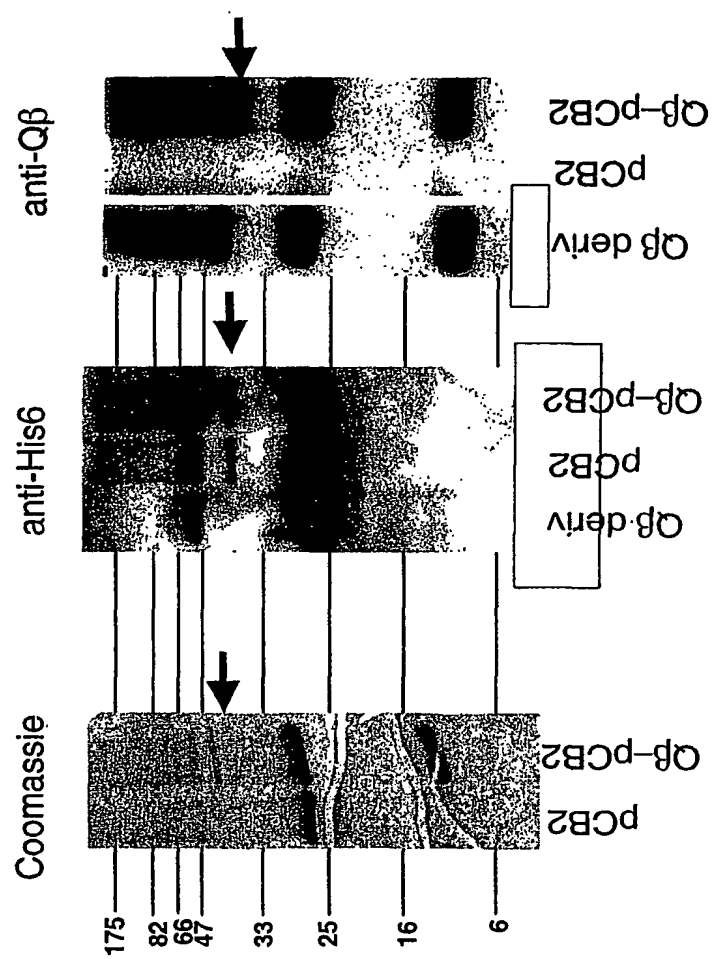 Coomassie
anti-His6
anti-Qβ
175
82
66
47
33
25
16
6
pCB2
Qβ–pCB2
Qβ deriv
pCB2
Qβ–pCB2
Qβ deriv
pCB2
Qβ–pCB2